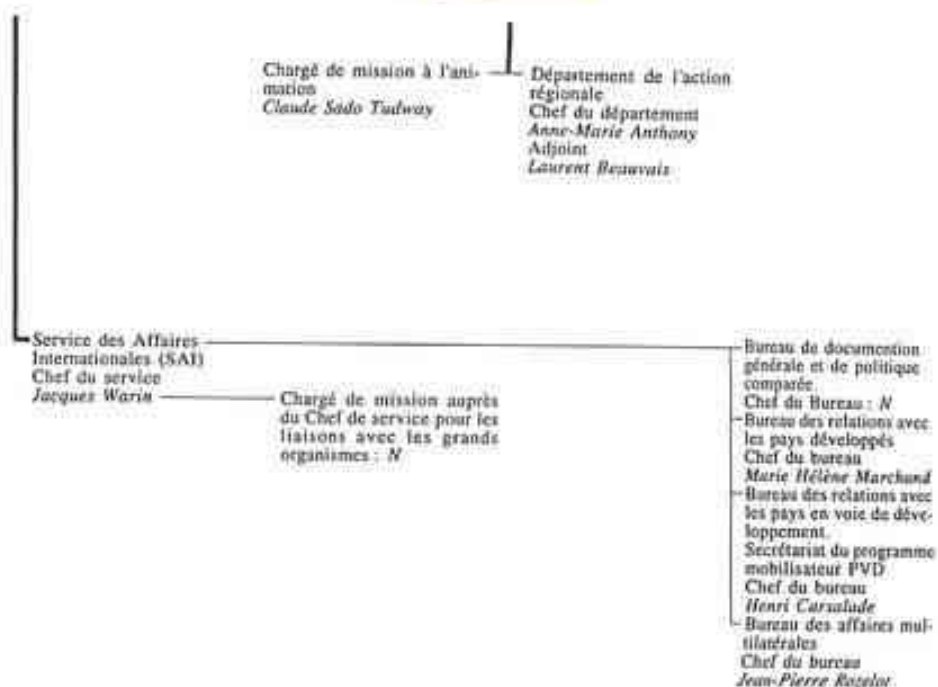 Chargé de mission à l'ani-
mation
Claude Sado Tudway
Département de l'action
régionale
Chef du département
Anne-Marie Anthony
Adjoint
Laurent Beauvais
Service des Affaires
Internationales (SAI)
Chef du service
Jacques Warin
Chargé de mission auprès
du Chef de service pour les
liaisons avec les grands
organismes : N
Bureau de documention
générale et de politique
comparée
Chef du Bureau : N
Bureau des relations avec
les pays développés
Chef du bureau
Marie Hélène Marchand
Bureau des relations avec
les pays en voie de déve-
loppement.
Secrétariat du programme
mobilisateur PVD
Chef du bureau
Henri Carsalade
Bureau des affaires mul-
tilatérales
Chef du bureau
Jean-Pierre Rozelot